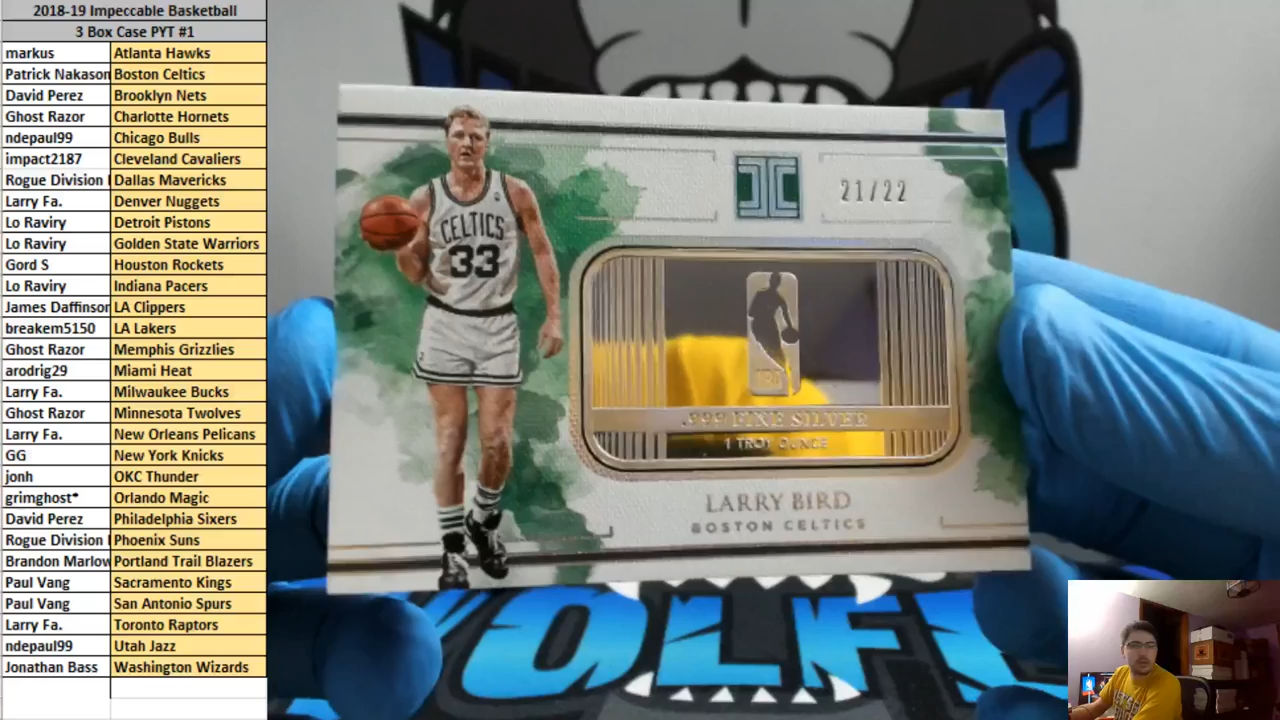 2018-19 Impeccable Basketball
3 Box Case PYT #1
markus Atlanta Hawks
Patrick Nakason Boston Celtics
David Perez Brooklyn Nets
Ghost Razor Charlotte Hornets
ndepaul99 Chicago Bulls
impact2187 Cleveland Cavaliers
Rogue Division Dallas Mavericks
Larry Fa. Denver Nuggets
Lo Raviry Detroit Pistons
Lo Raviry Golden State Warriors
Gord S Houston Rockets
Lo Raviry Indiana Pacers
James Daffinson LA Clippers
breakem5150 LA Lakers
Ghost Razor Memphis Grizzlies
arodrig29 Miami Heat
Larry Fa. Milwaukee Bucks
Ghost Razor Minnesota Twolves
Larry Fa. New Orleans Pelicans
GG New York Knicks
jonh OKC Thunder
grimghost* Orlando Magic
David Perez Philadelphia Sixers
Rogue Division Phoenix Suns
Brandon Marlow Portland Trail Blazers
Paul Vang Sacramento Kings
Paul Vang San Antonio Spurs
Larry Fa. Toronto Raptors
ndepaul99 Utah Jazz
Jonathan Bass Washington Wizards
21/22
CELTICS
33
NBA
.999 FINE SILVER
1 TROY OUNCE
LARRY BIRD
BOSTON CELTICS
WOLFE